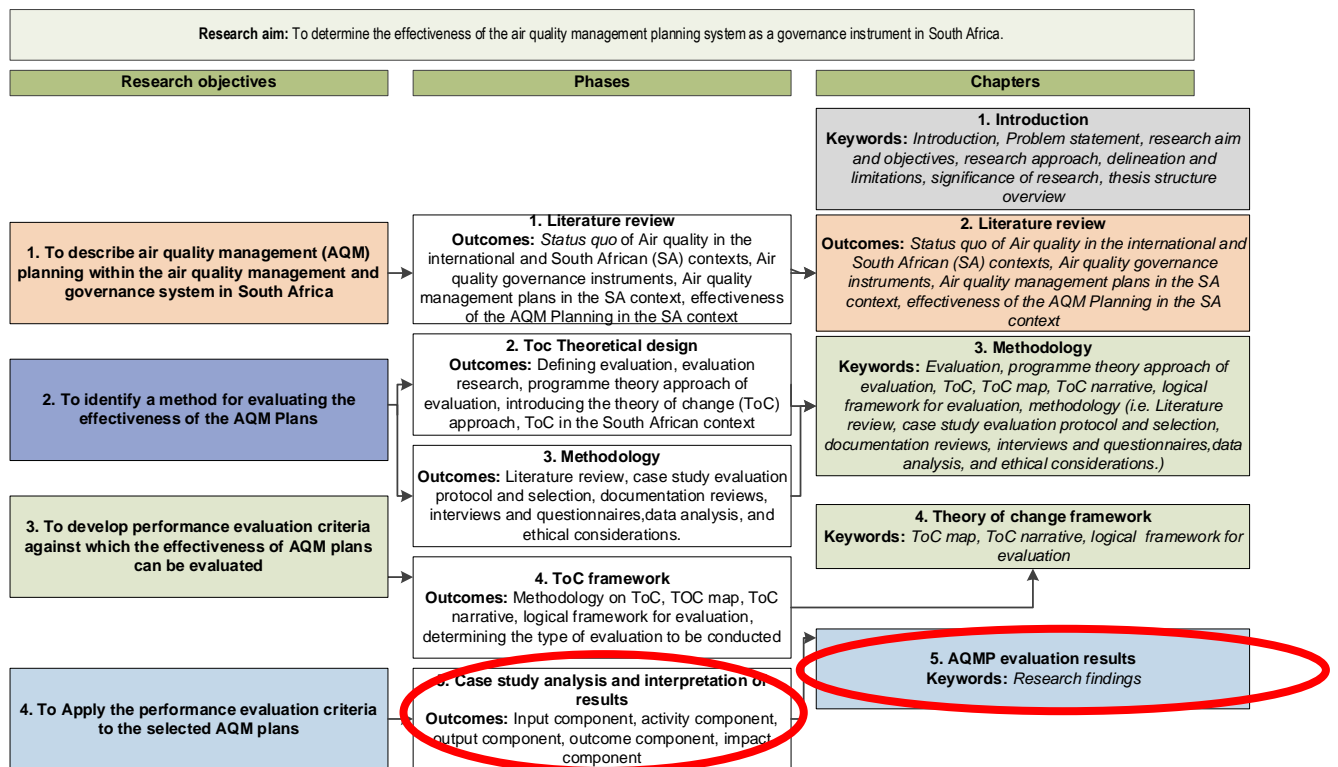 Research aim: To determine the effectiveness of the air quality management planning system as a governance instrument in South Africa.
Research objectives
Phases
Chapters
1. Introduction
Keywords: Introduction, Problem statement, research aim
and objectives, research approach, delineation and
limitations, significance of research, thesis structure
overview
1. To describe air quality management (AQM)
planning within the air quality management and
governance system in South Africa
1. Literature review
Outcomes: Status quo of Air quality in the
international and South African (SA) contexts, Air
quality governance instruments, Air quality
management plans in the SA context, effectiveness
of the AQM Planning in the SA context
2. Literature review
Outcomes: Status quo of Air quality in the international and
South African (SA) contexts, Air quality governance
instruments, Air quality management plans in the SA
context, effectiveness of the AQM Planning in the SA
context
2. To identify a method for evaluating the
effectiveness of the AQM Plans
2. Toc Theoretical design
Outcomes: Defining evaluation, evaluation
research, programme theory approach of
evaluation, introducing the theory of change (ToC)
approach, ToC in the South African context
3. Methodology
Outcomes: Literature review, case study evaluation
protocol and selection, documentation reviews,
interviews and questionnaires,data analysis, and
ethical considerations.
3. Methodology
Keywords: Evaluation, programme theory approach of
evaluation, ToC, ToC map, ToC narrative, logical
framework for evaluation, methodology (i.e. Literature
review, case study evaluation protocol and selection,
documentation reviews, interviews and questionnaires,data
analysis, and ethical considerations.)
3. To develop performance evaluation criteria
against which the effectiveness of AQM plans
can be evaluated
4. ToC framework
Outcomes: Methodology on ToC, TOC map, ToC
narrative, logical framework for evaluation,
determining the type of evaluation to be conducted
4. Theory of change framework
Keywords: ToC map, ToC narrative, logical framework for
evaluation
4. To Apply the performance evaluation criteria
to the selected AQM plans
5. Case study analysis and interpretation of
results
Outcomes: Input component, activity component,
output component, outcome component, impact
component
5. AQMP evaluation results
Keywords: Research findings